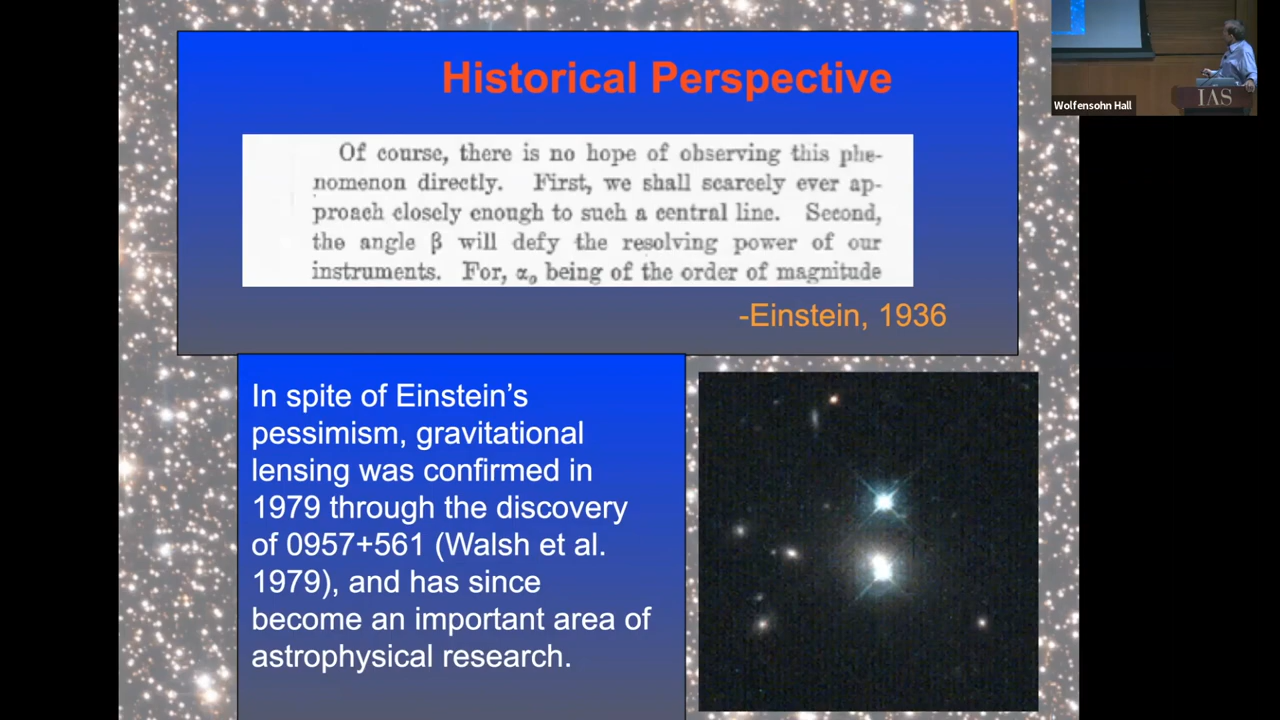 Historical Perspective
Of course, there is no hope of observing this phe-
nomenon directly. First, we shall scarcely ever ap-
proach closely enough to such a central line. Second,
the angle β will defy the resolving power of our
instruments. For, α₀ being of the order of magnitude
-Einstein, 1936
In spite of Einstein’s
pessimism, gravitational
lensing was confirmed in
1979 through the discovery
of 0957+561 (Walsh et al.
1979), and has since
become an important area of
astrophysical research.
Wolfensohn Hall
IAS